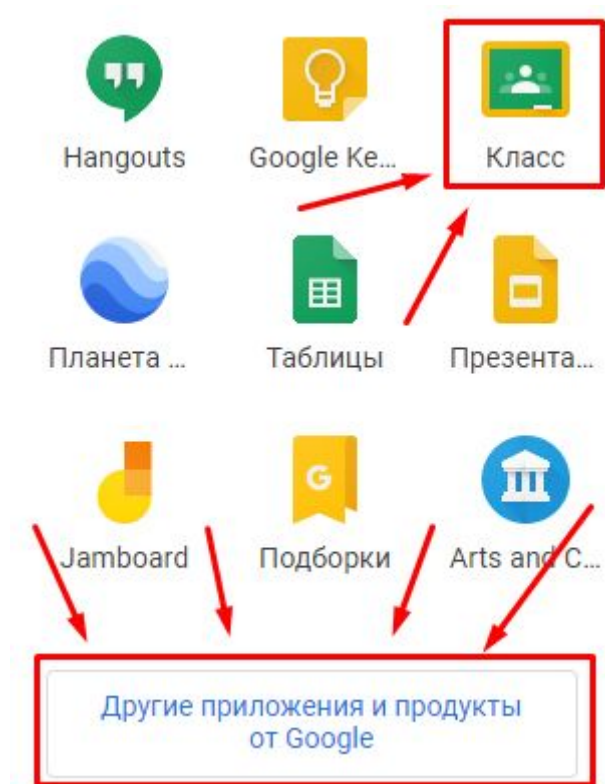 Hangouts
Google Ke...
Класс
Планета ...
Таблицы
Презента...
G
Jamboard
Подборки
Arts and C...
Другие приложения и продукты
от Google